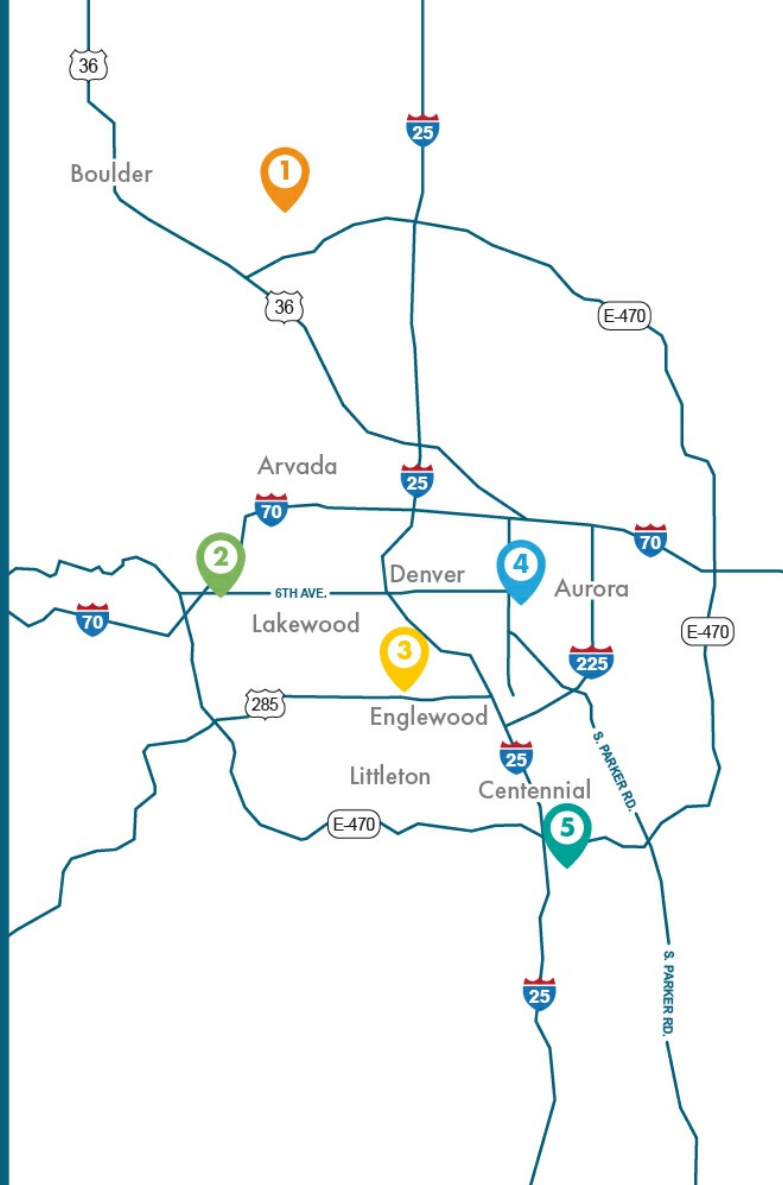 36
25
Boulder
1
36
E-470
Arvada
25
70
70
2
4
Denver
Aurora
6TH AVE.
70
Lakewood
E-470
3
225
285
Englewood
S. PARKER RD.
25
Littleton
Centennial
E-470
5
S. PARKER RD.
25